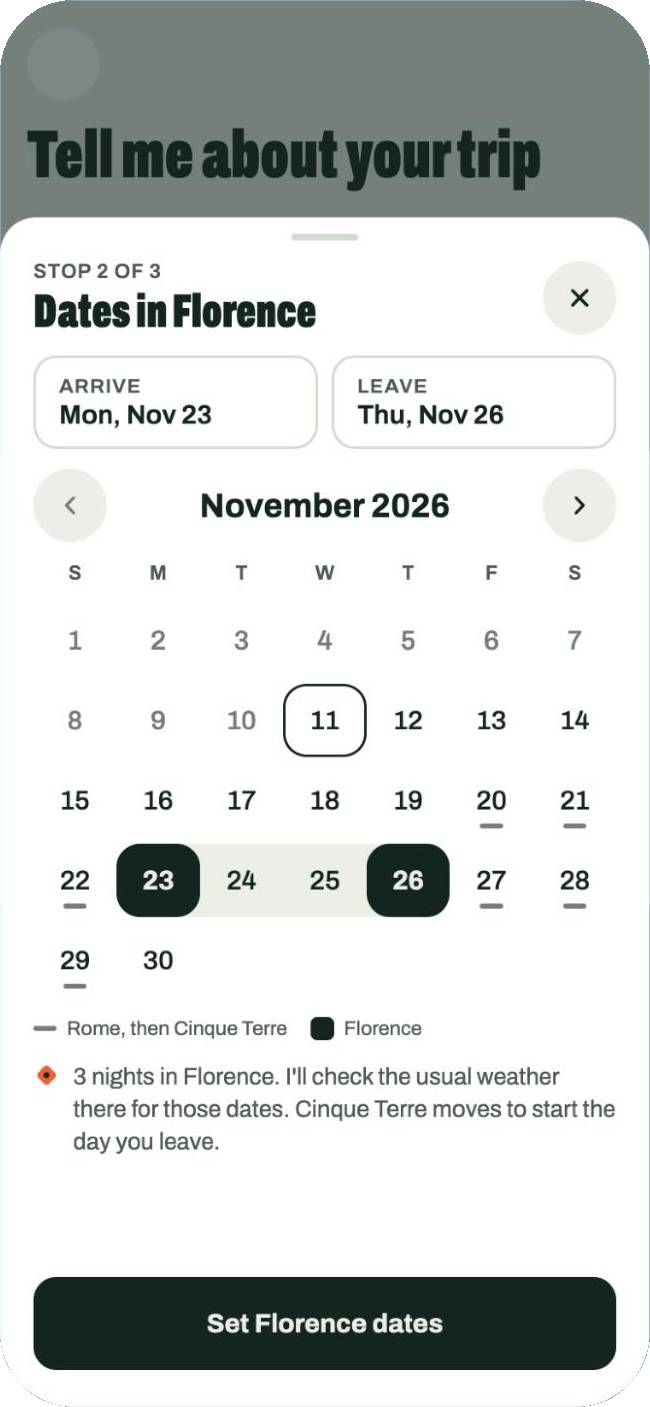 Tell me about your trip
STOP 2 OF 3
Dates in Florence
ARRIVE
Mon, Nov 23
LEAVE
Thu, Nov 26
November 2026
S M T W T F S
1 2 3 4 5 6 7
8 9 10 11 12 13 14
15 16 17 18 19 20 21
22 23 24 25 26 27 28
29 30
Rome, then Cinque Terre
Florence
3 nights in Florence. I'll check the usual weather
there for those dates. Cinque Terre moves to start the
day you leave.
Set Florence dates